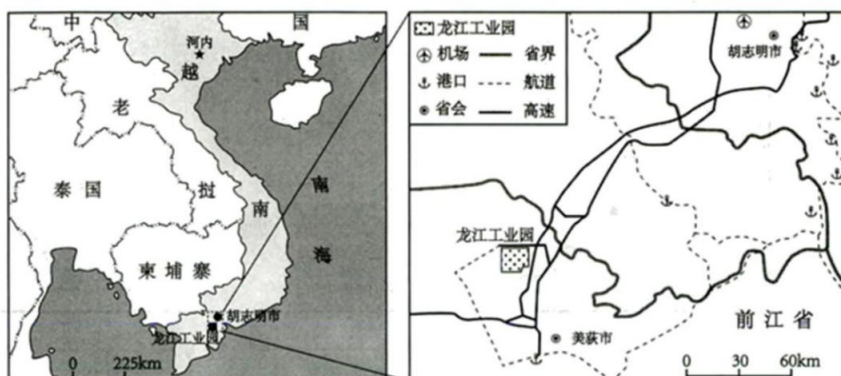 中
国
河内
越
老
挝
泰国
南
南
海
柬埔寨
胡志明市
龙江工业园
0 225km
龙江工业园
机场 省界
港口 航道
省会 高速
胡志明市
龙江工业园
前江省
美荻市
0 30 60km